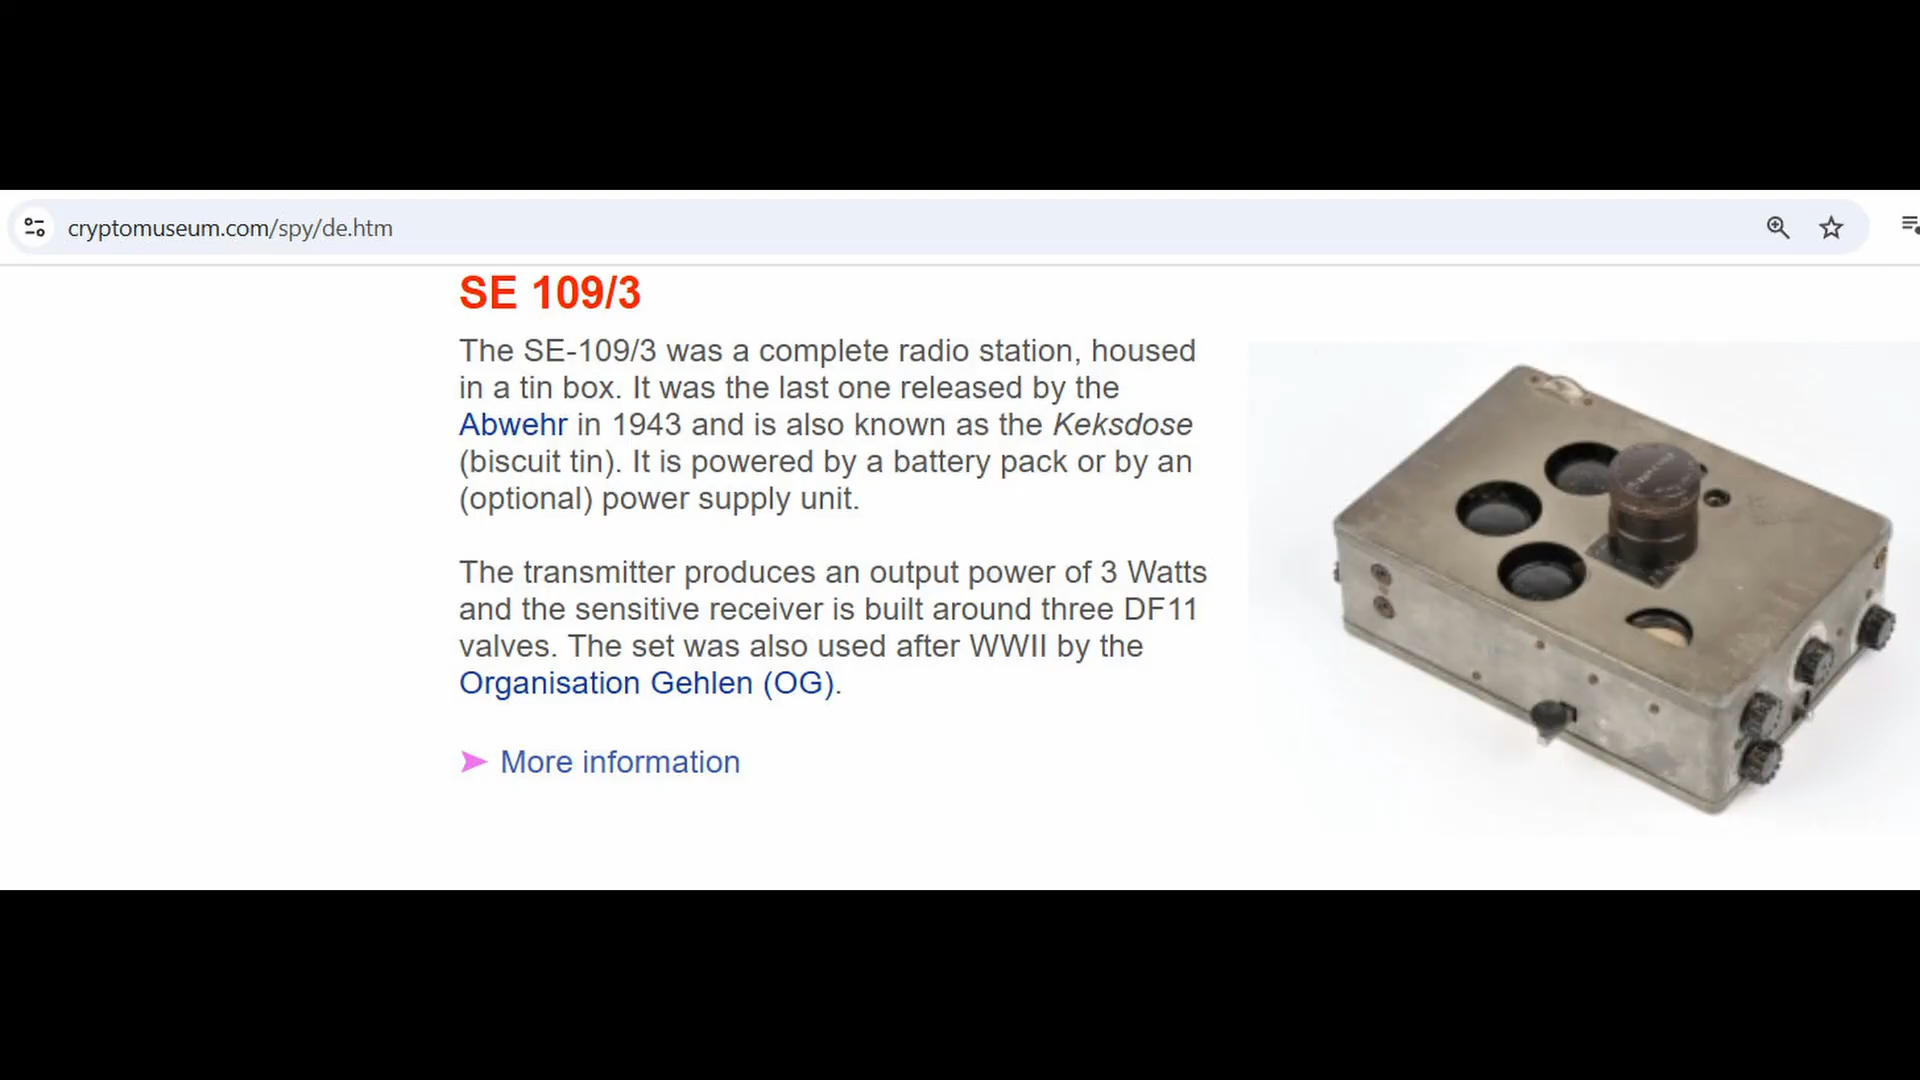 cryptomuseum.com/spy/de.htm
SE 109/3
The SE-109/3 was a complete radio station, housed
in a tin box. It was the last one released by the
Abwehr in 1943 and is also known as the Keksdose
(biscuit tin). It is powered by a battery pack or by an
(optional) power supply unit.
The transmitter produces an output power of 3 Watts
and the sensitive receiver is built around three DF11
valves. The set was also used after WWII by the
Organisation Gehlen (OG).
➤ More information